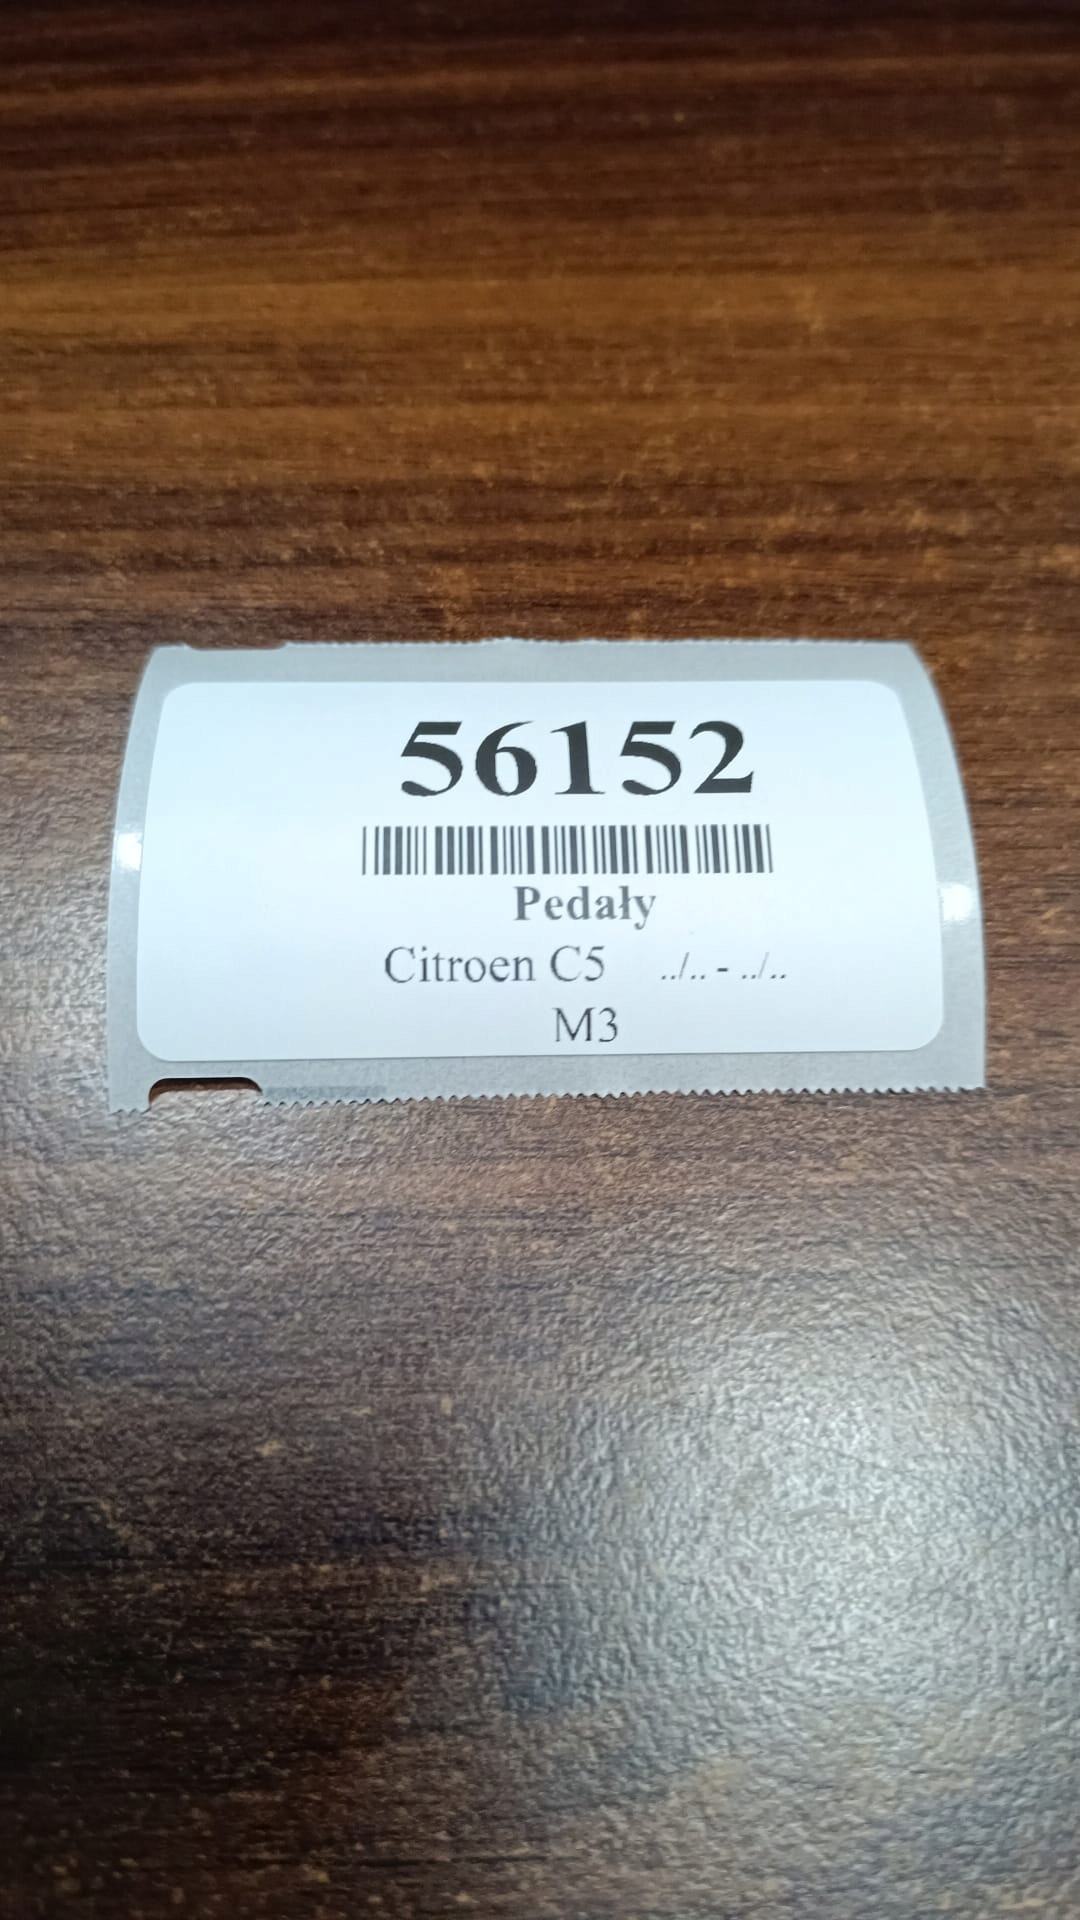 56152
Pedały
Citroen C5 ../.. - ../..
M3